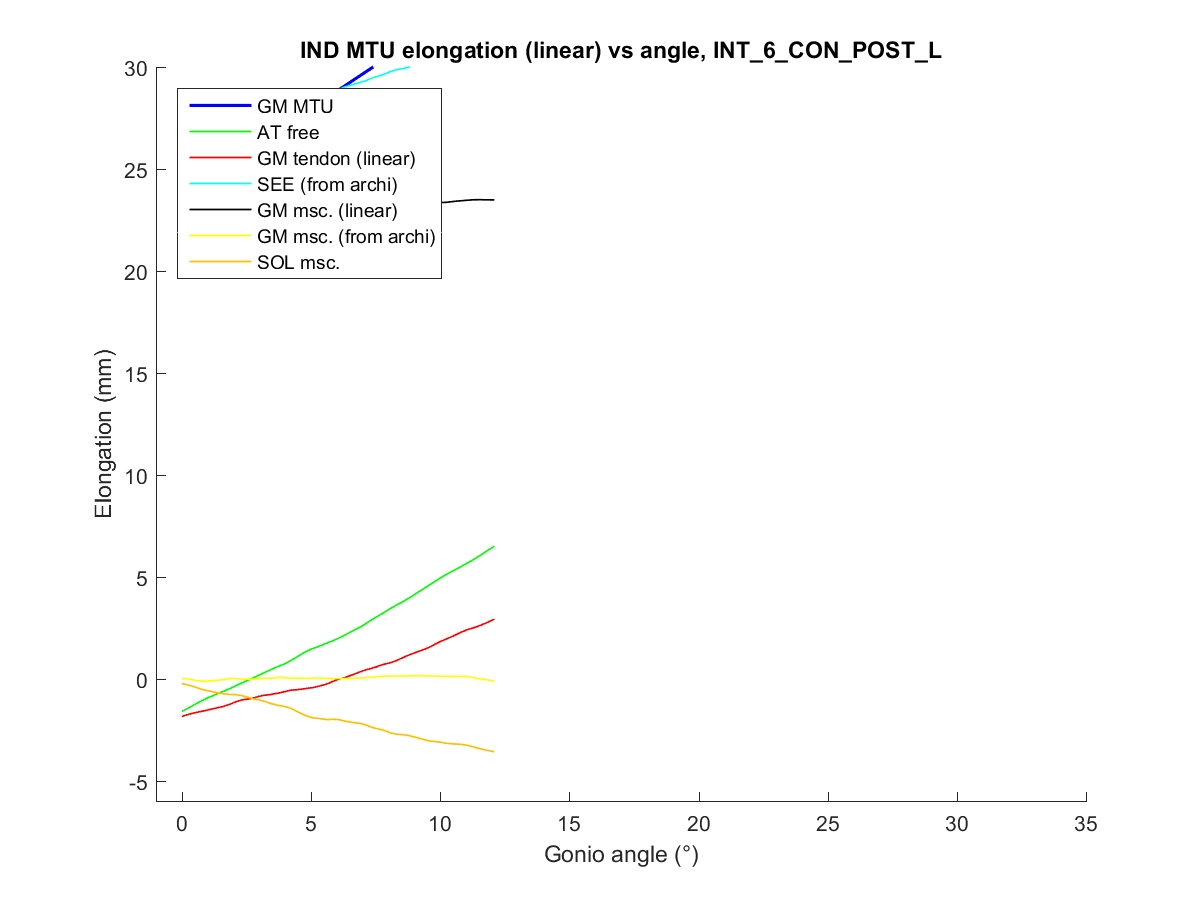 IND MTU elongation (linear) vs angle, INT_6_CON_POST_L
30
25
20
15
10
5
0
-5
Elongation (mm)
GM MTU
AT free
GM tendon (linear)
SEE (from archi)
GM msc. (linear)
GM msc. (from archi)
SOL msc.
0 5 10 15 20 25 30 35
Gonio angle (°)